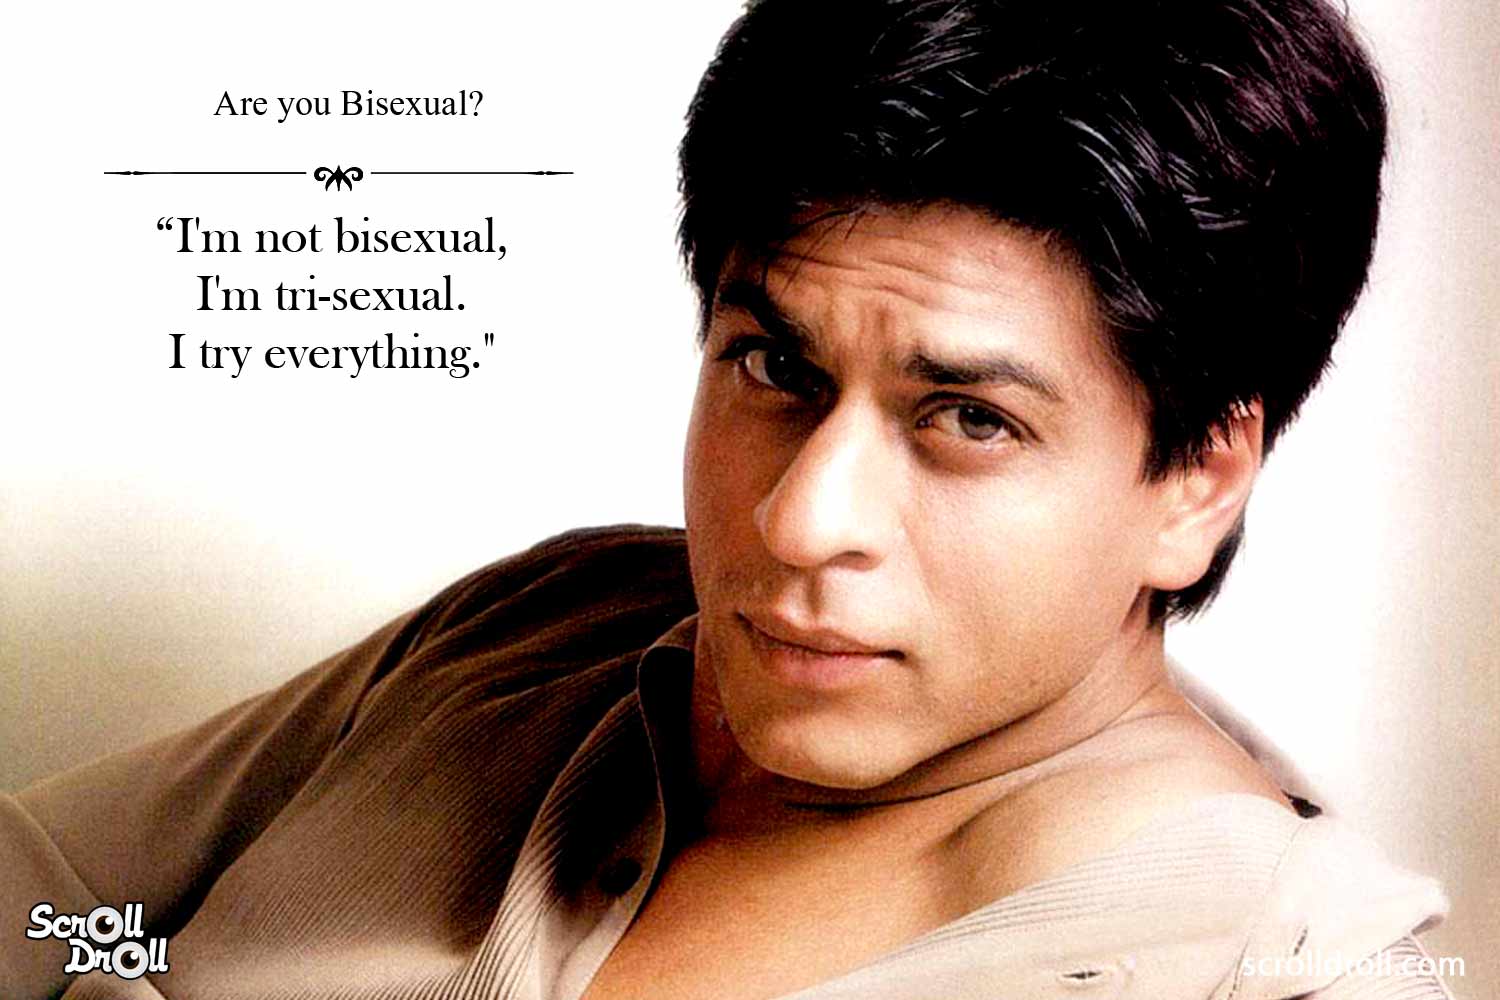 Are you Bisexual?
“I'm not bisexual,
I'm tri-sexual.
I try everything."
Scroll
Droll
scrolldroll.com